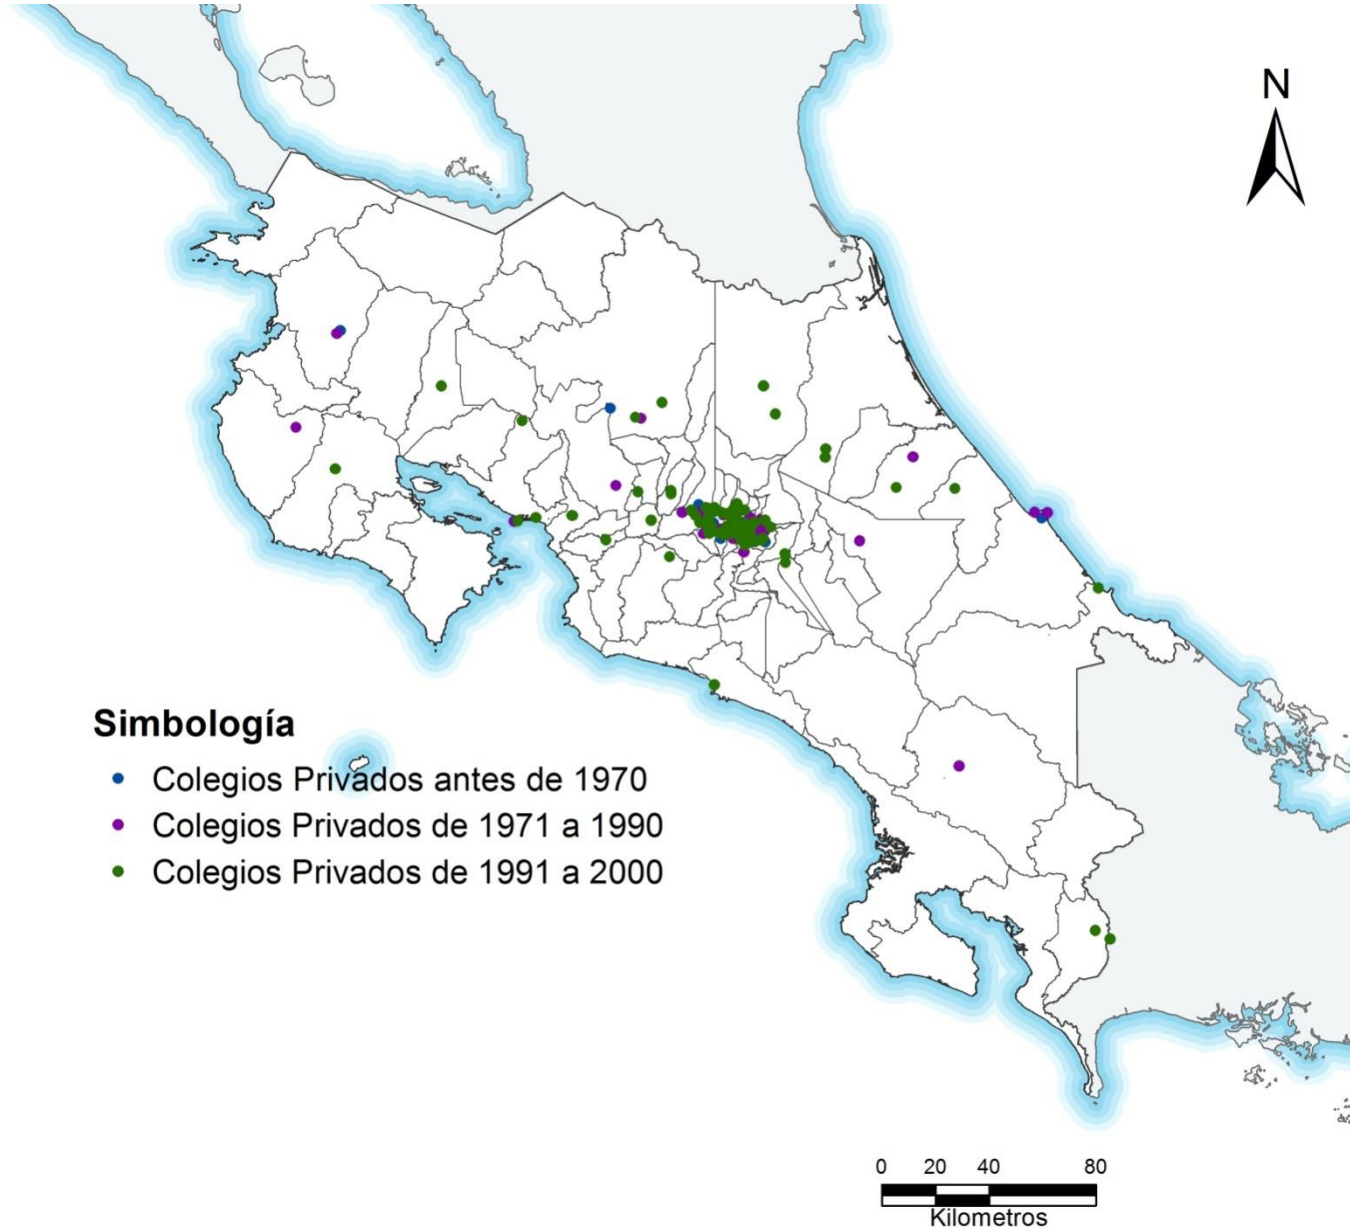 N
Simbología
Colegios Privados antes de 1970
Colegios Privados de 1971 a 1990
Colegios Privados de 1991 a 2000
0 20 40 80
Kilometros